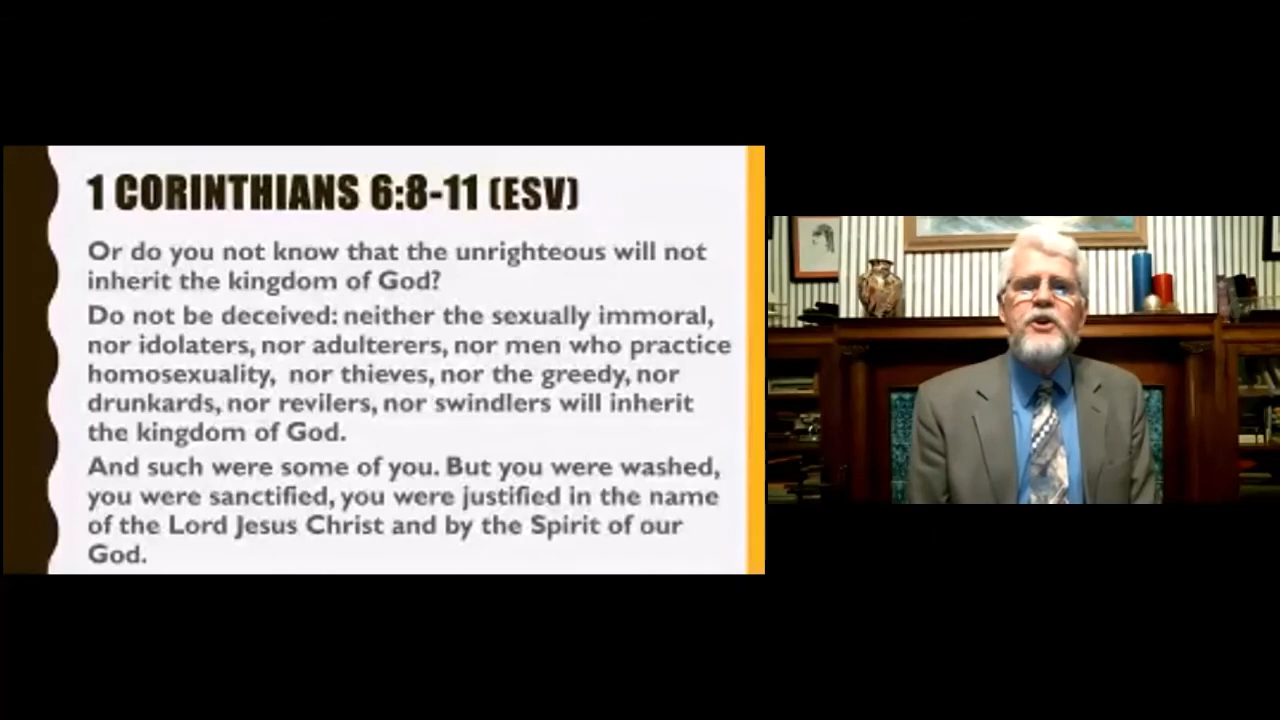 1 CORINTHIANS 6:8-11 (ESV)
Or do you not know that the unrighteous will not
inherit the kingdom of God?
Do not be deceived: neither the sexually immoral,
nor idolaters, nor adulterers, nor men who practice
homosexuality, nor thieves, nor the greedy, nor
drunkards, nor revilers, nor swindlers will inherit
the kingdom of God.
And such were some of you. But you were washed,
you were sanctified, you were justified in the name
of the Lord Jesus Christ and by the Spirit of our
God.